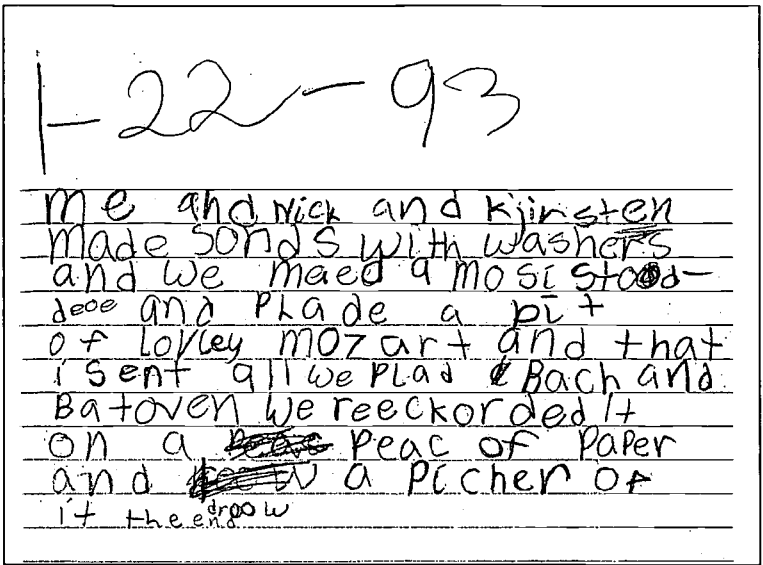 1-22-93
me and Nick and Kjirsten
made sonds with washers
and we maed a mosi stood-
deoe and PLade a pit
of Lovley mozart and that
isent all we PLad Bach and
Batoven We reeckorded it
on a Peac of PaPer
and a Picher of
it the end
droow